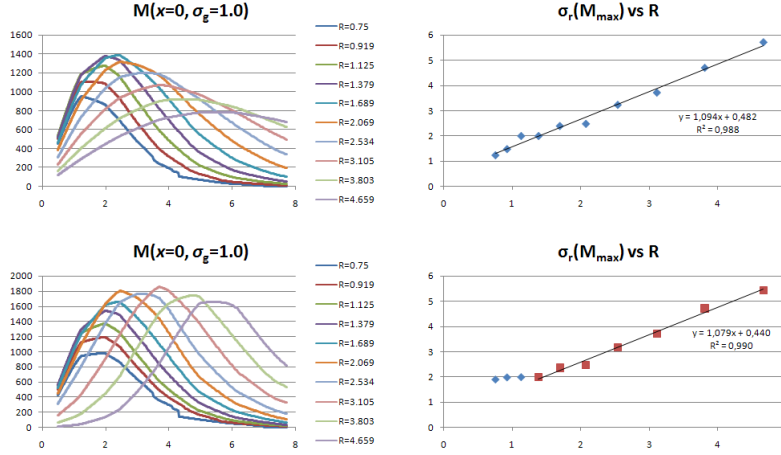 M(x=0, σg=1.0)
1600
1400
1200
1000
800
600
400
200
0
0 2 4 6 8
R=0.75
R=0.919
R=1.125
R=1.379
R=1.689
R=2.069
R=2.534
R=3.105
R=3.803
R=4.659
σr(Mmax) vs R
6
5
4
3
2
1
0
1 2 3 4
y = 1,094x + 0,482
R² = 0,988
M(x=0, σg=1.0)
2000
1800
1600
1400
1200
1000
800
600
400
200
0
0 2 4 6 8
R=0.75
R=0.919
R=1.125
R=1.379
R=1.689
R=2.069
R=2.534
R=3.105
R=3.803
R=4.659
σr(Mmax) vs R
6
5
4
3
2
1
0
1 2 3 4
y = 1,079x + 0,440
R² = 0,990